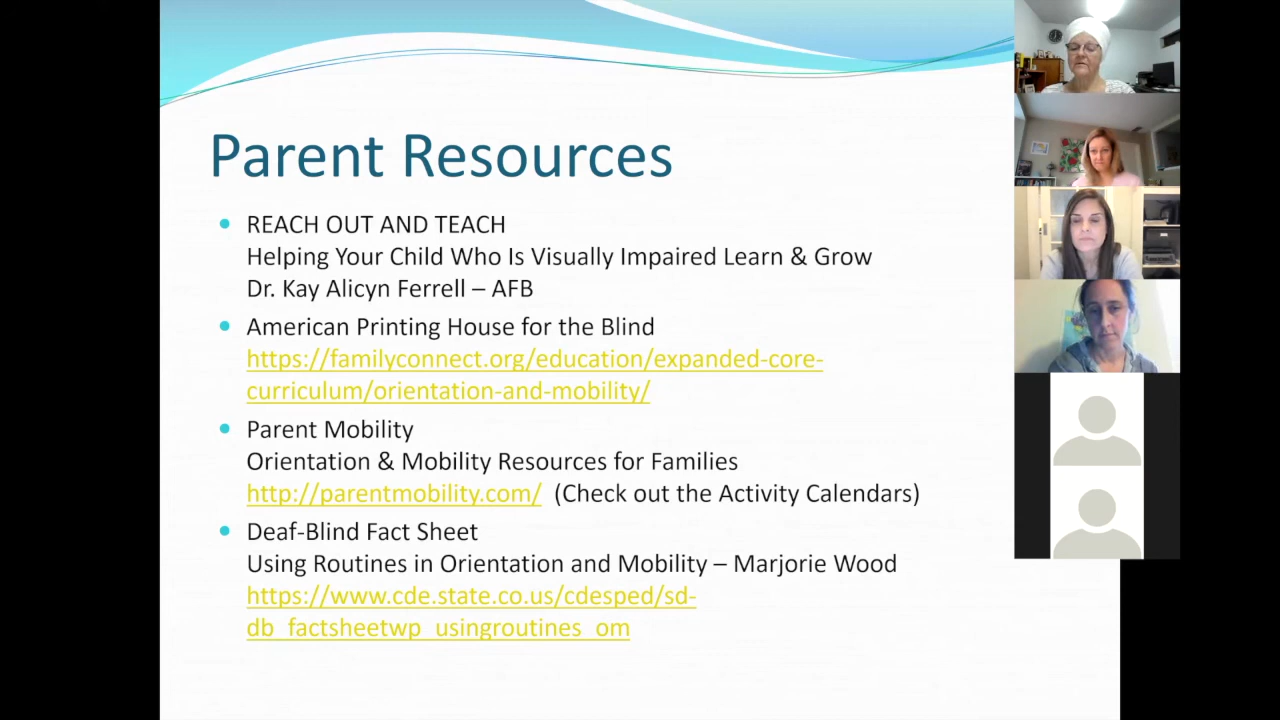 Parent Resources
REACH OUT AND TEACH
Helping Your Child Who Is Visually Impaired Learn & Grow
Dr. Kay Alicyn Ferrell – AFB
American Printing House for the Blind
https://familyconnect.org/education/expanded-core-
curriculum/orientation-and-mobility/
Parent Mobility
Orientation & Mobility Resources for Families
http://parentmobility.com/ (Check out the Activity Calendars)
Deaf-Blind Fact Sheet
Using Routines in Orientation and Mobility – Marjorie Wood
https://www.cde.state.co.us/cdesped/sd-
db_factsheetwp_usingroutines_om